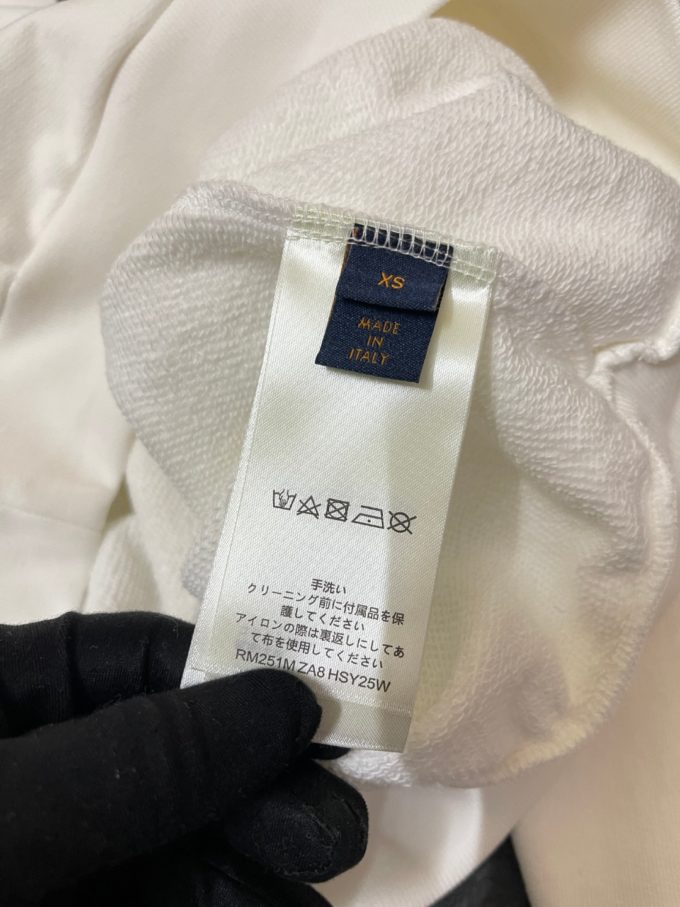 XS
MADE
IN
ITALY
手洗い
クリーニング前に付属品を保
護してください
アイロンの際は裏返しにしてあ
て布を使用してください
RM251M ZA8 HSY25W